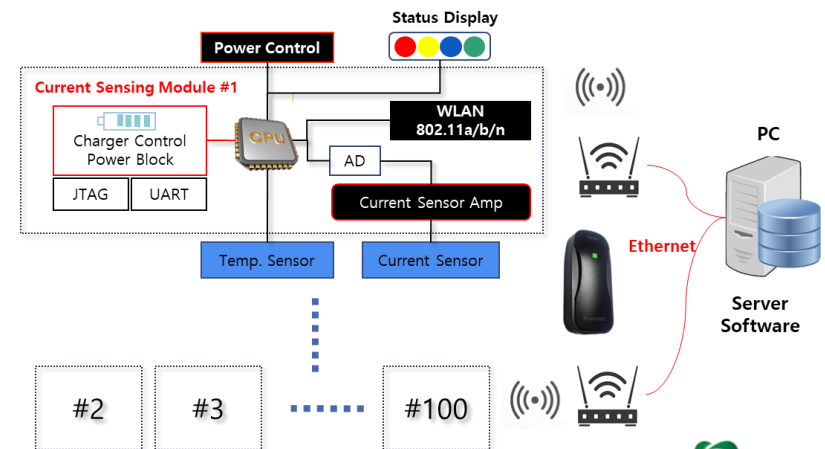 Status Display
Power Control
Current Sensing Module #1
WLAN
802.11a/b/n
CPU
Charger Control
Power Block
AD
JTAG
UART
Current Sensor Amp
Temp. Sensor
Current Sensor
PC
Ethernet
Server
Software
#2
#3
#100